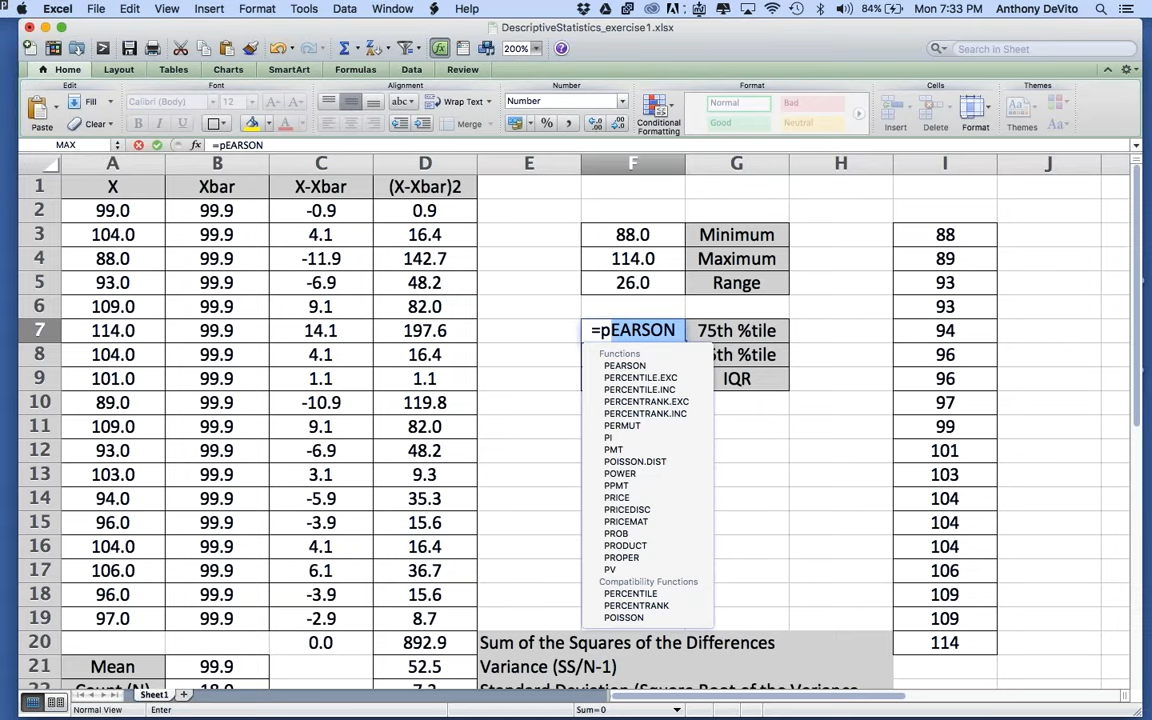 Excel File Edit View Insert Format Tools Data Window Help 84% Mon 7:33 PM Anthony DeVito
DescriptiveStatistics_exercise1.xlsx
200% Search in Sheet
Home Layout Tables Charts SmartArt Formulas Data Review
Edit Font Alignment Number Format Cells Themes
Paste Fill Clear Calibri (Body) 12 abc Wrap Text Number Normal Bad
B I U A Merge % Conditional Formatting Good Neutral Insert Delete Format Themes Aa
MAX fx =pEARSON
A B C D E F G H I J
1 X Xbar X-Xbar (X-Xbar)2
2 99.0 99.9 -0.9 0.9
3 104.0 99.9 4.1 16.4 88.0 Minimum 88
4 88.0 99.9 -11.9 142.7 114.0 Maximum 89
5 93.0 99.9 -6.9 48.2 26.0 Range 93
6 109.0 99.9 9.1 82.0 93
7 114.0 99.9 14.1 197.6 =pEARSON 75th %tile 94
8 104.0 99.9 4.1 16.4 5th %tile 96
9 101.0 99.9 1.1 1.1 IQR 96
10 89.0 99.9 -10.9 119.8 97
11 109.0 99.9 9.1 82.0 99
12 93.0 99.9 -6.9 48.2 101
13 103.0 99.9 3.1 9.3 103
14 94.0 99.9 -5.9 35.3 104
15 96.0 99.9 -3.9 15.6 104
16 104.0 99.9 4.1 16.4 104
17 106.0 99.9 6.1 36.7 106
18 96.0 99.9 -3.9 15.6 109
19 97.0 99.9 -2.9 8.7 109
20 0.0 892.9 Sum of the Squares of the Differences 114
21 Mean 99.9 52.5 Variance (SS/N-1)
22 Count (N) 18.0 7.2 Standard Deviation (Square Root of the Variance
Functions
PEARSON
PERCENTILE.EXC
PERCENTILE.INC
PERCENTRANK.EXC
PERCENTRANK.INC
PERMUT
PI
PMT
POISSON.DIST
POWER
PPMT
PRICE
PRICEDISC
PRICEMAT
PROB
PRODUCT
PROPER
PV
Compatibility Functions
PERCENTILE
PERCENTRANK
POISSON
Sheet1
Normal View Enter Sum=0